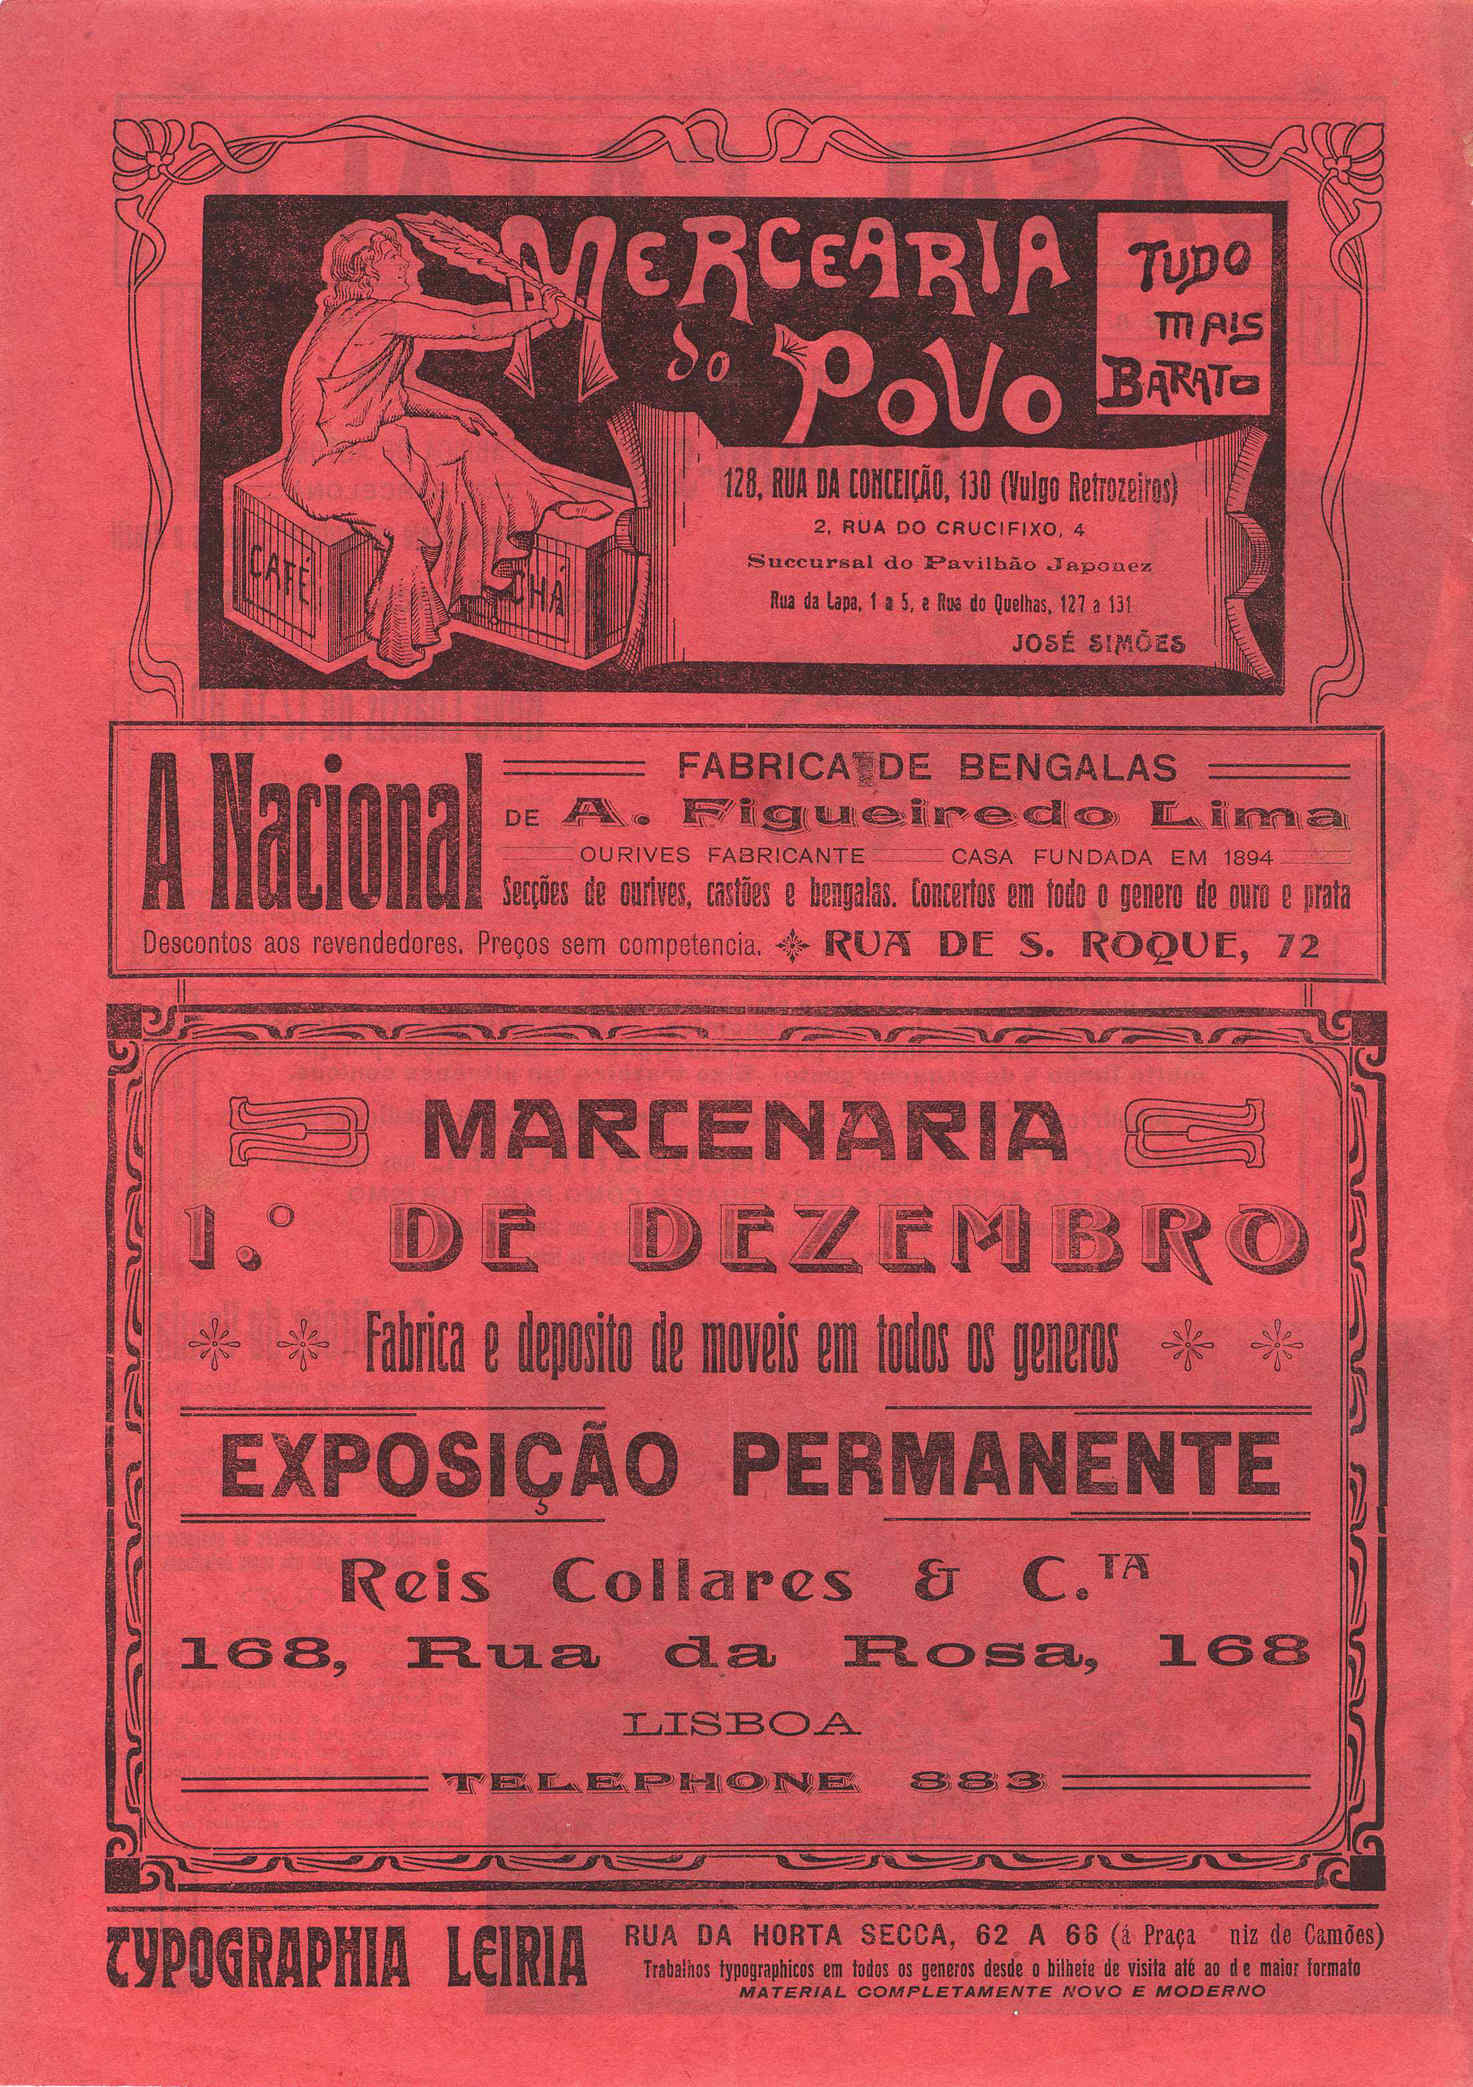 MERCEARIA
do POVO
TUDO
MAIS
BARATO
CAFÉ
CHÁ
128, RUA DA CONCEIÇÃO, 130 (Vulgo Retrozeiros)
2, RUA DO CRUCIFIXO, 4
Succursal do Pavilhão Japonez
Rua da Lapa, 1 a 5, e Rua do Quelhas, 127 a 131
JOSÉ SIMÕES
A Nacional
FABRICA DE BENGALAS
DE A. Figueiredo Lima
OURIVES FABRICANTE CASA FUNDADA EM 1894
Secções de ourives, castões e bengalas. Concertos em todo o genero de ouro e prata
Descontos aos revendedores. Preços sem competencia. RUA DE S. ROQUE, 72
MARCENARIA
1.º DE DEZEMBRO
Fabrica e deposito de moveis em todos os generos
EXPOSIÇÃO PERMANENTE
Reis Collares & C.TA
168, Rua da Rosa, 168
LISBOA
TELEPHONE 883
TYPOGRAPHIA LEIRIA
RUA DA HORTA SECCA, 62 A 66 (á Praça niz de Camões)
Trabalhos typographicos em todos os generos desde o bilhete de visita até ao de maior formato
MATERIAL COMPLETAMENTE NOVO E MODERNO